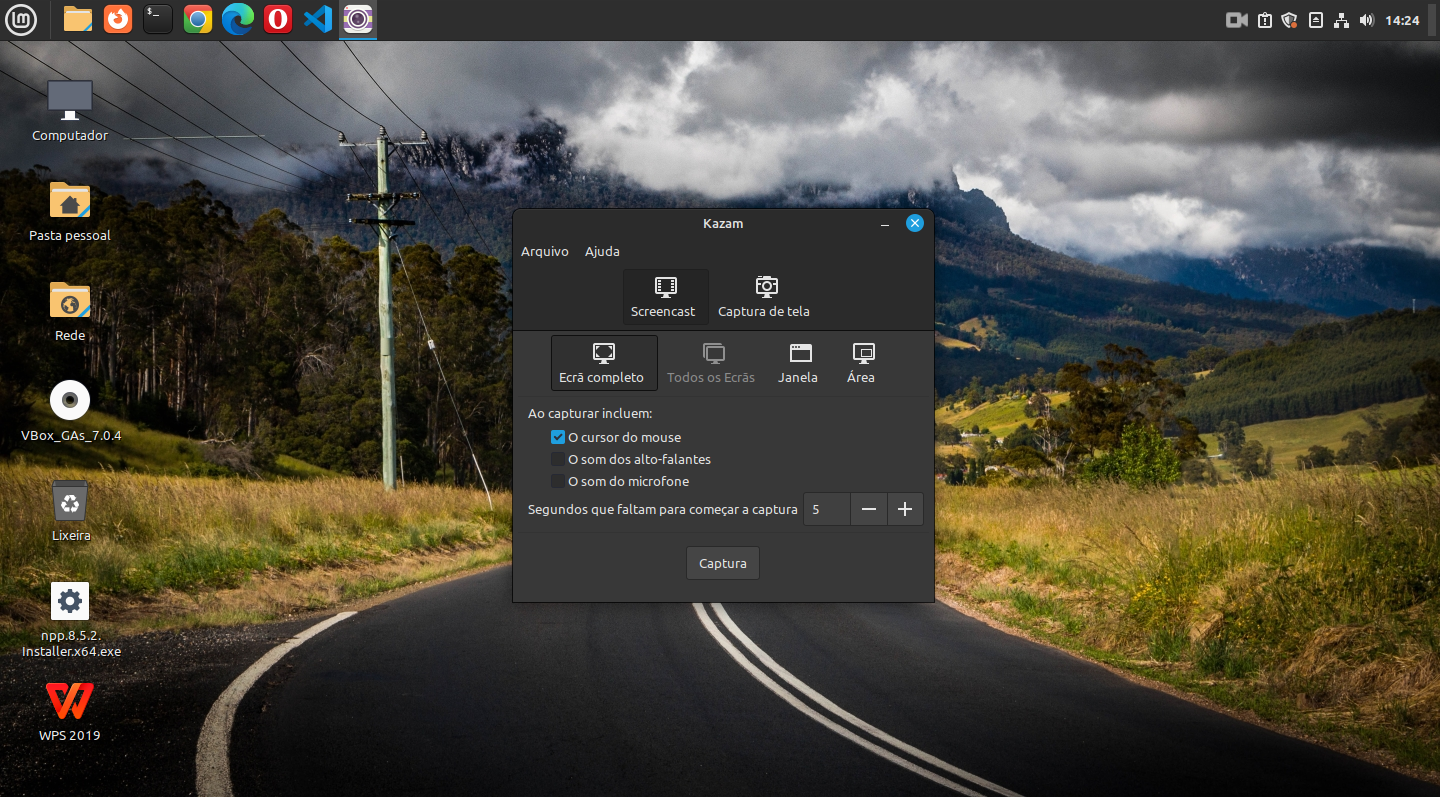 14:24
Computador
Pasta pessoal
Rede
VBox_GAs_7.0.4
Lixeira
npp.8.5.2.
Installer.x64.exe
WPS 2019
Kazam
Arquivo Ajuda
Screencast Captura de tela
Ecrã completo Todos os Ecrãs Janela Área
Ao capturar incluem:
O cursor do mouse
O som dos alto-falantes
O som do microfone
Segundos que faltam para começar a captura 5
Captura